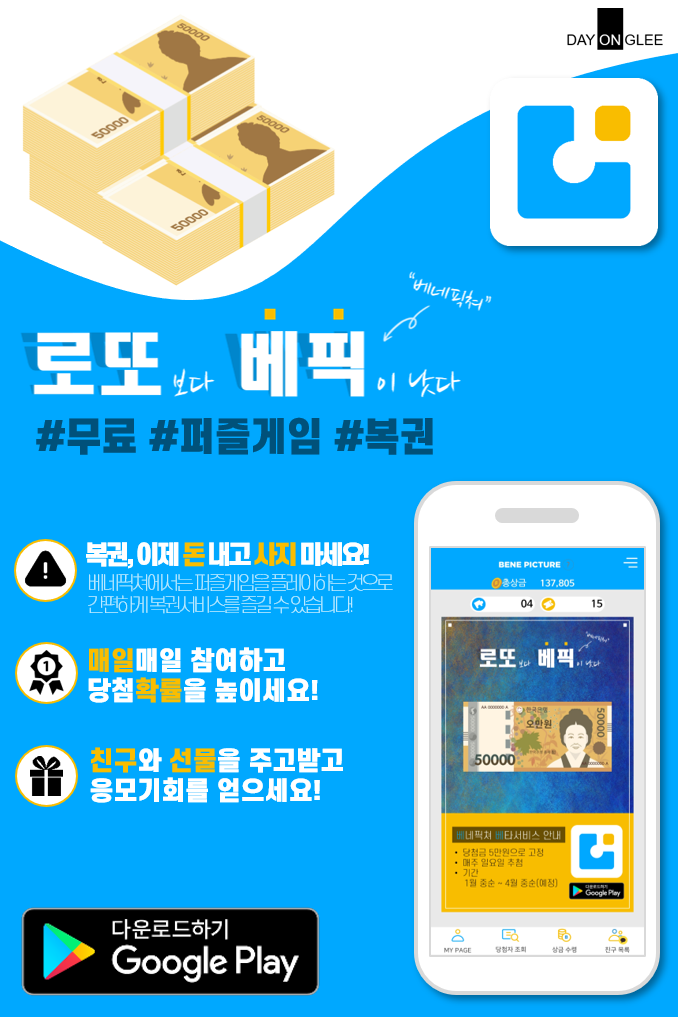 DAY ON GLEE
50000
50000
50000
50000
"베네픽쳐"
로또보다 베픽이 낫다
#무료 #퍼즐게임 #복권
복권, 이제 돈 내고 사지 마세요!
베네픽쳐에서는 퍼즐게임을 플레이하는 것으로
간편하게 복권서비스를 즐길 수 있습니다!
1
매일매일 참여하고
당첨확률을 높이세요!
친구와 선물을 주고받고
응모기회를 얻으세요!
다운로드하기
Google Play
BENE PICTURE
총상금 137,805
04 15
"베네픽쳐"
로또보다 베픽이 낫다
AA 0000000 A
한국은행
오만원
50000
50000
AA 0000000 A
베네픽쳐 베타서비스 안내
• 당첨금 5만원으로 고정
• 매주 일요일 추첨
• 기간
1월 중순 ~ 4월 중순(예정)
다운로드하기
Google Play
MY PAGE 당첨자 조회 상금 수령 친구 목록